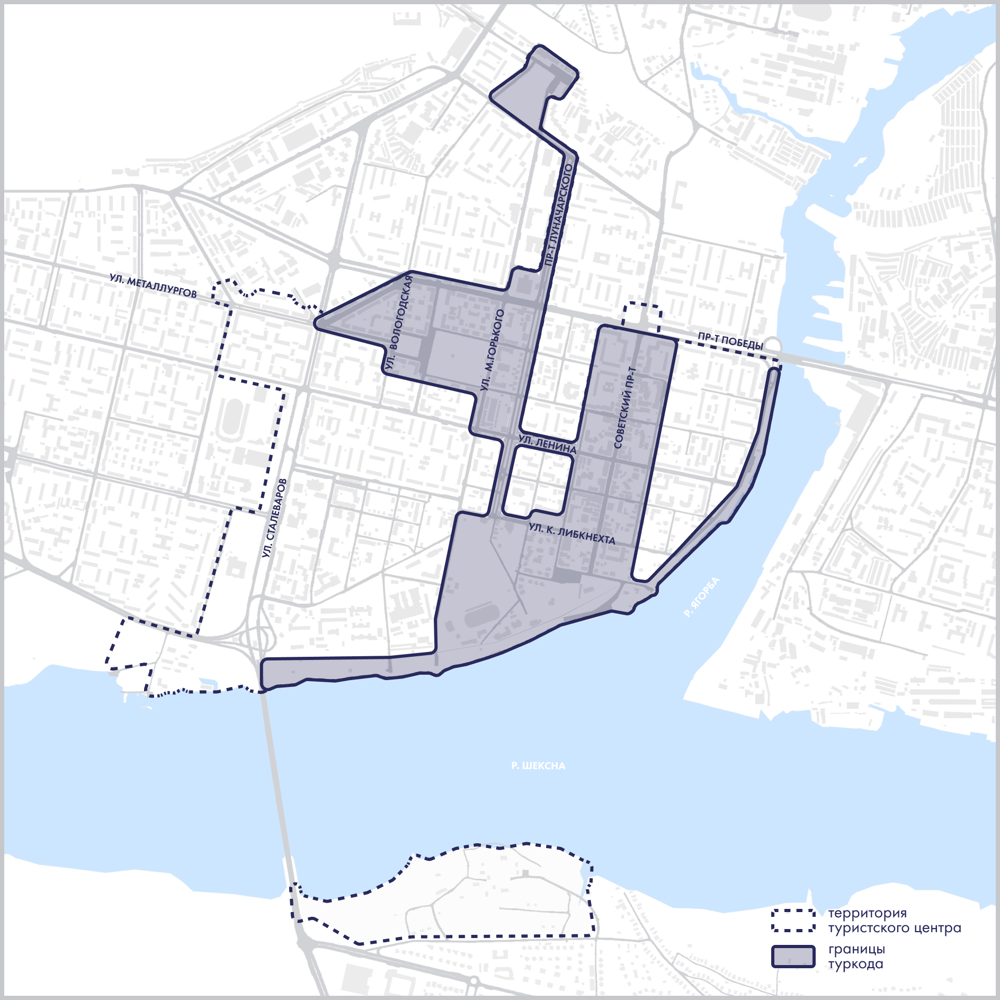 ПР-Т ЛУНАЧАРСКОГО
УЛ. МЕТАЛЛУРГОВ
УЛ. ВОЛОГОДСКАЯ
УЛ. М.ГОРЬКОГО
ПР-Т ПОБЕДЫ
СОВЕТСКИЙ ПР-Т
УЛ. ЛЕНИНА
УЛ. СТАЛЕВАРОВ
УЛ. К. ЛИБКНЕХТА
Р. ЯГОРБА
Р. ШЕКСНА
территория
туристского центра
границы
туркода